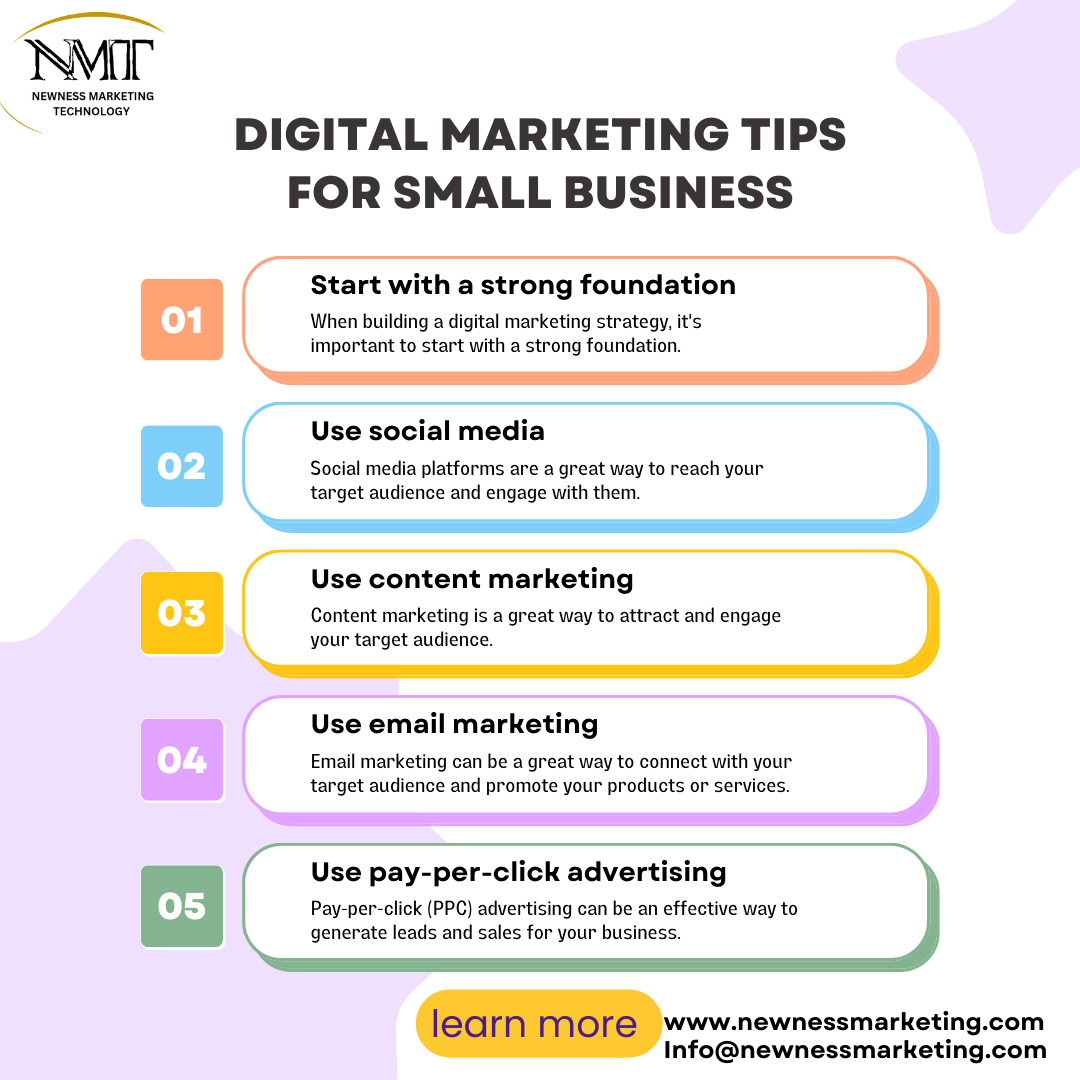 NMT
NEWNESS MARKETING
TECHNOLOGY
DIGITAL MARKETING TIPS
FOR SMALL BUSINESS
01
Start with a strong foundation
When building a digital marketing strategy, it's
important to start with a strong foundation.
02
Use social media
Social media platforms are a great way to reach your
target audience and engage with them.
03
Use content marketing
Content marketing is a great way to attract and engage
your target audience.
04
Use email marketing
Email marketing can be a great way to connect with your
target audience and promote your products or services.
05
Use pay-per-click advertising
Pay-per-click (PPC) advertising can be an effective way to
generate leads and sales for your business.
learn more
www.newnessmarketing.com
Info@newnessmarketing.com